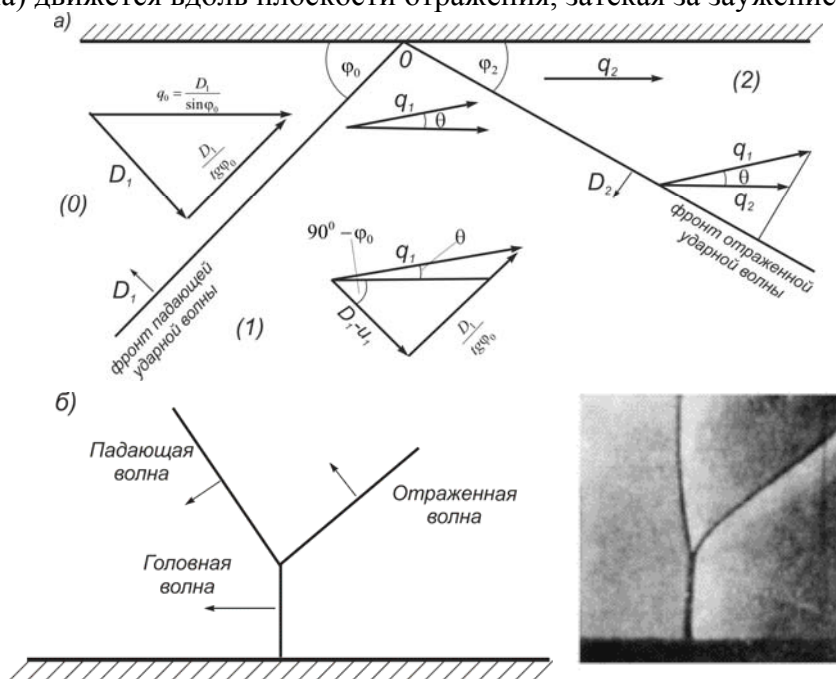 а) движется вдоль плоскости отражения, затекая за заужение
а)
φ₀ 0 φ₂ q₂ (2)
q₀ = D₁/sinφ₀
q₁ θ
D₁ D₁/tgφ₀
(0)
D₂ q₁ θ q₂
фронт отраженной
ударной волны
90⁰ − φ₀ q₁ θ
D₁
D₁-u₁ D₁/tgφ₀
(1)
фронт падающей
ударной волны
б)
Падающая
волна
Отраженная
волна
Головная
волна